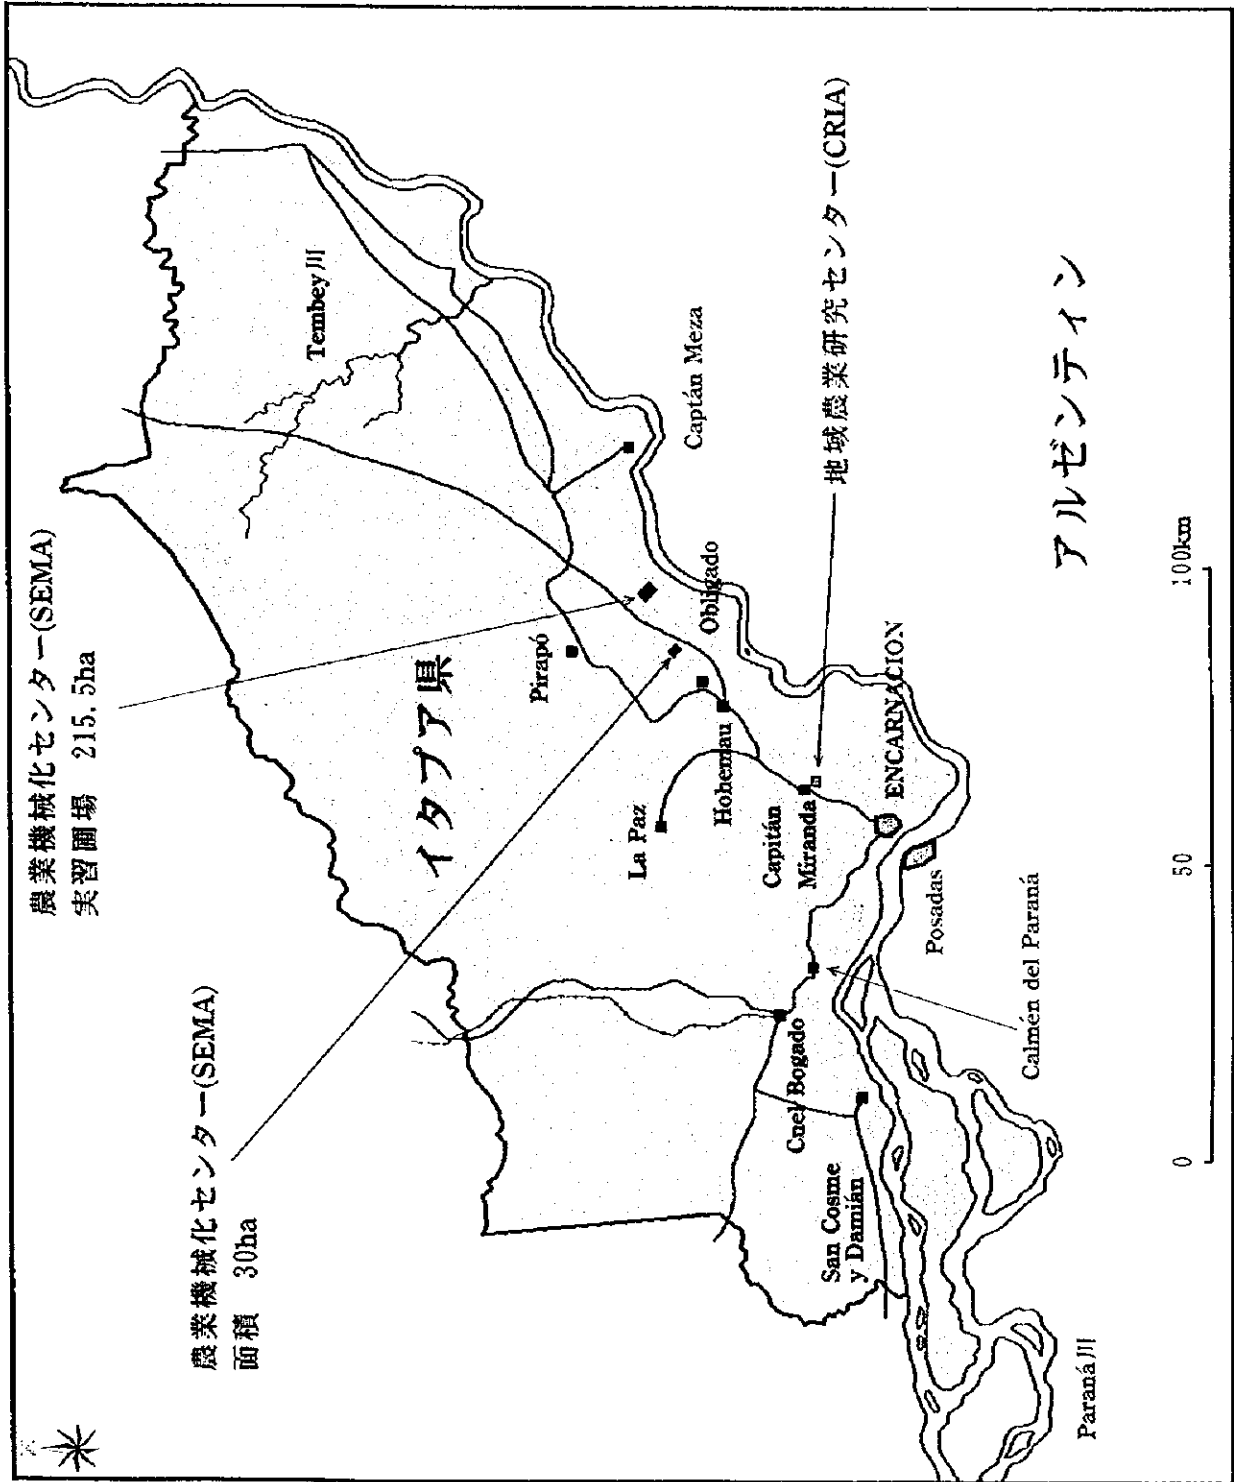 農業機械化センター(SEMA)
実習圃場 215.5ha
農業機械化センター(SEMA)
面積 30ha
Tembey川
イタプア県
Pirapó
Captán Meza
Obligado
La Paz
Hohemau
Capitán
Miranda
地域農業研究センター(CRIA)
ENCARNACION
Posadas
Cnel Bogado
Calmén del Paraná
San Cosme
y Damián
アルゼンティン
Paraná川
0
50
100km